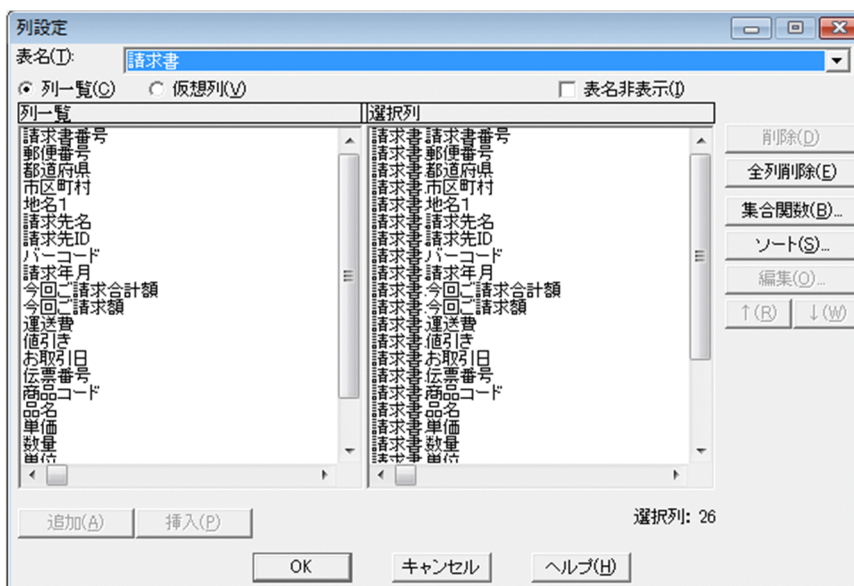 列設定
表名(T):
請求書
列一覧(C)
仮想列(V)
表名非表示(I)
列一覧
選択列
請求書番号
郵便番号
都道府県
市区町村
地名1
請求先名
請求先ID
バーコード
請求年月
今回ご請求合計額
今回ご請求額
運送費
値引き
お取引日
伝票番号
商品コード
品名
単価
数量
単位
請求書.請求書番号
請求書.郵便番号
請求書.都道府県
請求書.市区町村
請求書.地名1
請求書.請求先名
請求書.請求先ID
請求書.バーコード
請求書.請求年月
請求書.今回ご請求合計額
請求書.今回ご請求額
請求書.運送費
請求書.値引き
請求書.お取引日
請求書.伝票番号
請求書.商品コード
請求書.品名
請求書.単価
請求書.数量
請求書.単位
削除(D)
全列削除(E)
集合関数(B)...
ソート(S)...
編集(O)...
↑(R)
↓(W)
追加(A)
挿入(P)
選択列: 26
OK
キャンセル
ヘルプ(H)